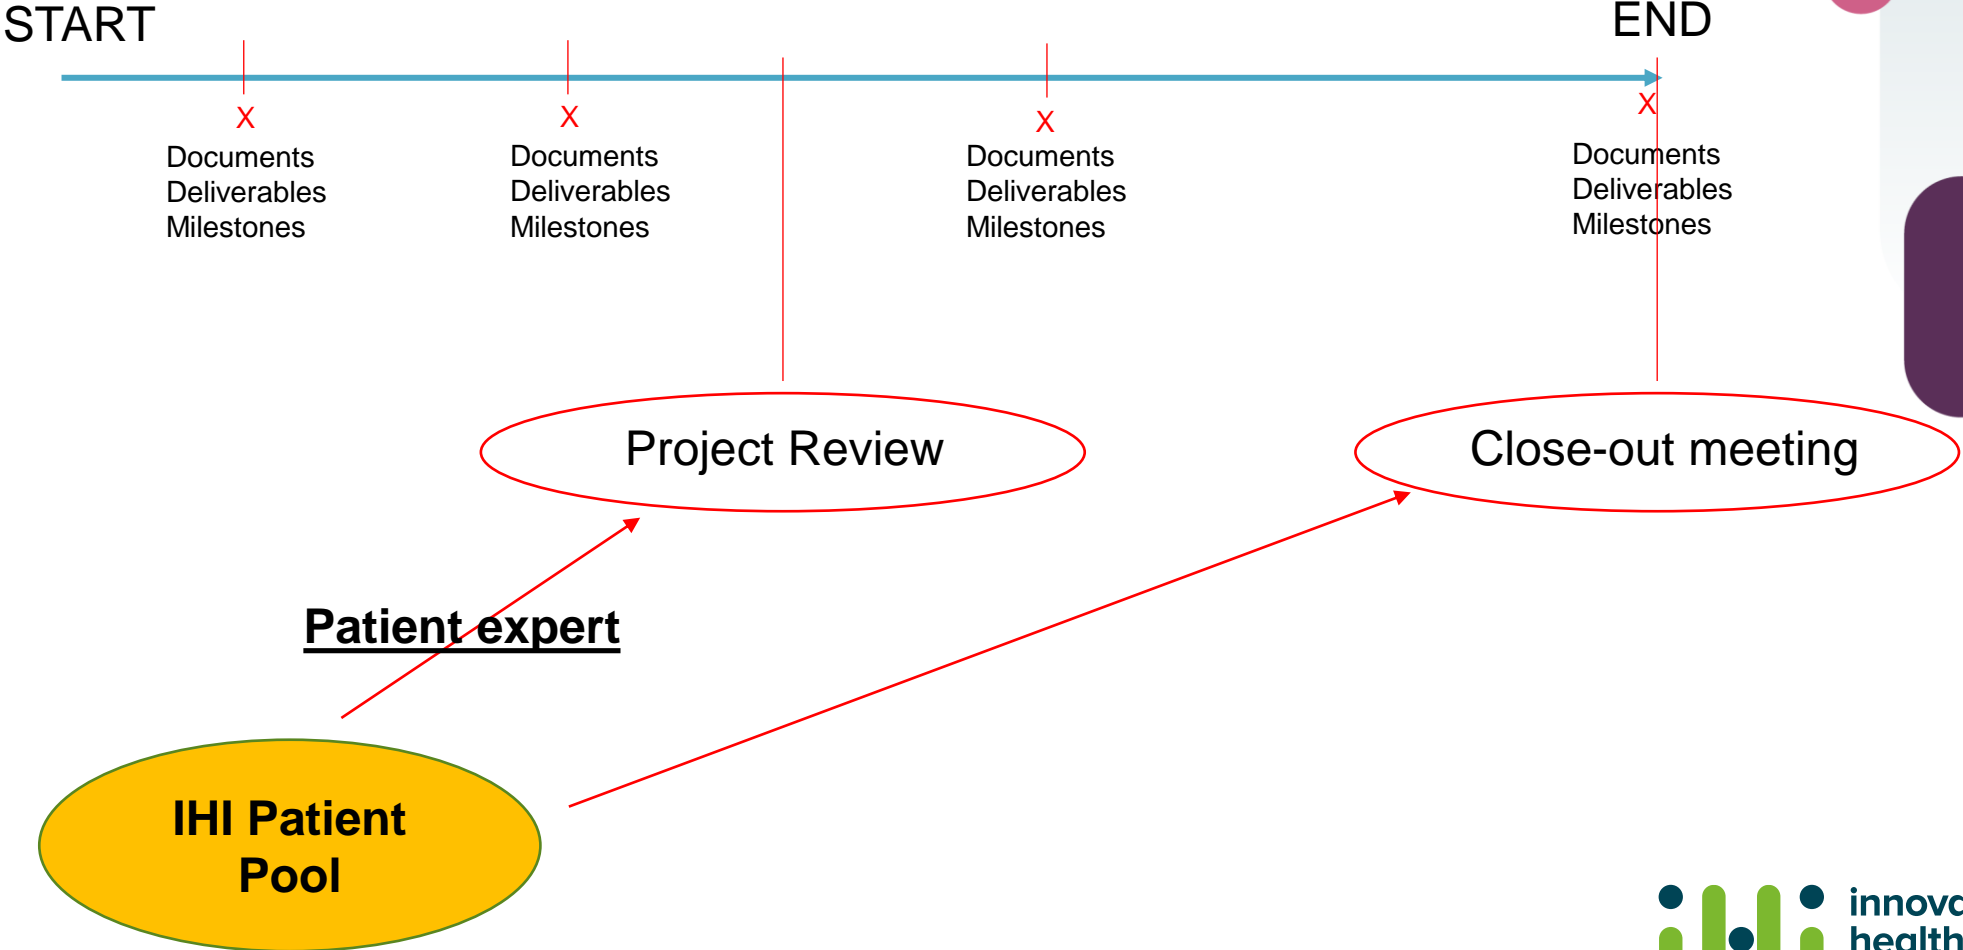 START
END
X
X
X
X
Documents
Deliverables
Milestones
Documents
Deliverables
Milestones
Documents
Deliverables
Milestones
Documents
Deliverables
Milestones
Project Review
Close-out meeting
Patient expert
IHI Patient
Pool
health